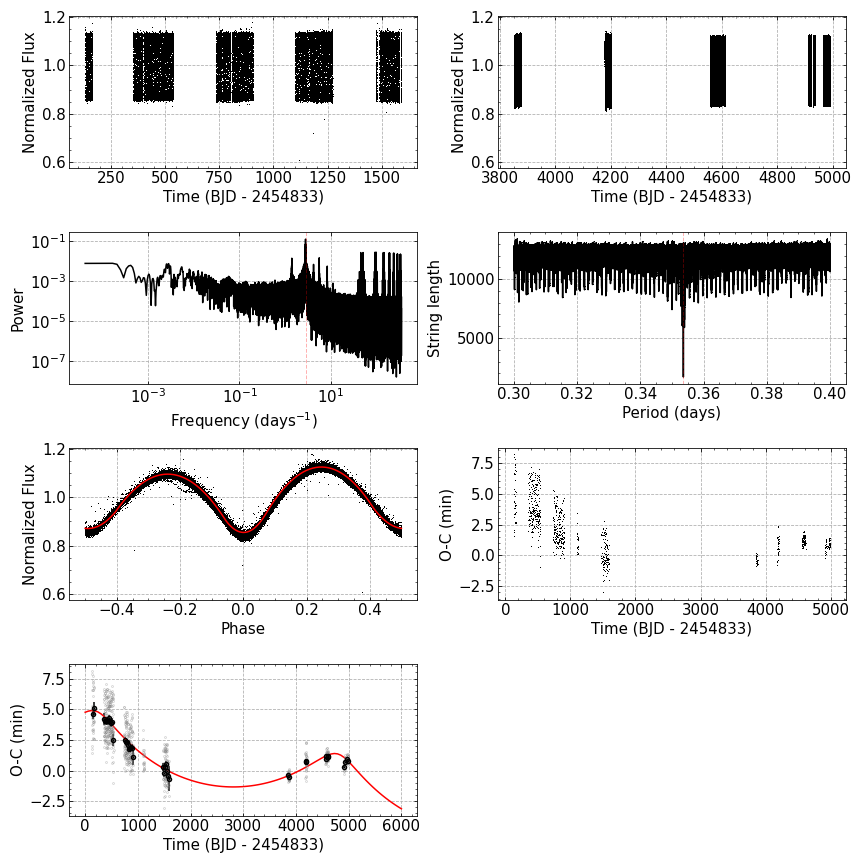 1.2
1.0
0.8
0.6
Normalized Flux
250 500 750 1000 1250 1500
Time (BJD - 2454833)
1.2
1.0
0.8
0.6
Normalized Flux
3800 4000 4200 4400 4600 4800 5000
Time (BJD - 2454833)
10⁻¹
10⁻³
10⁻⁵
10⁻⁷
Power
10⁻³ 10⁻¹ 10¹
Frequency (days⁻¹)
10000
5000
String length
0.30 0.32 0.34 0.36 0.38 0.40
Period (days)
1.2
1.0
0.8
0.6
Normalized Flux
−0.4 −0.2 0.0 0.2 0.4
Phase
7.5
5.0
2.5
0.0
−2.5
O-C (min)
0 1000 2000 3000 4000 5000
Time (BJD - 2454833)
7.5
5.0
2.5
0.0
−2.5
O-C (min)
0 1000 2000 3000 4000 5000 6000
Time (BJD - 2454833)